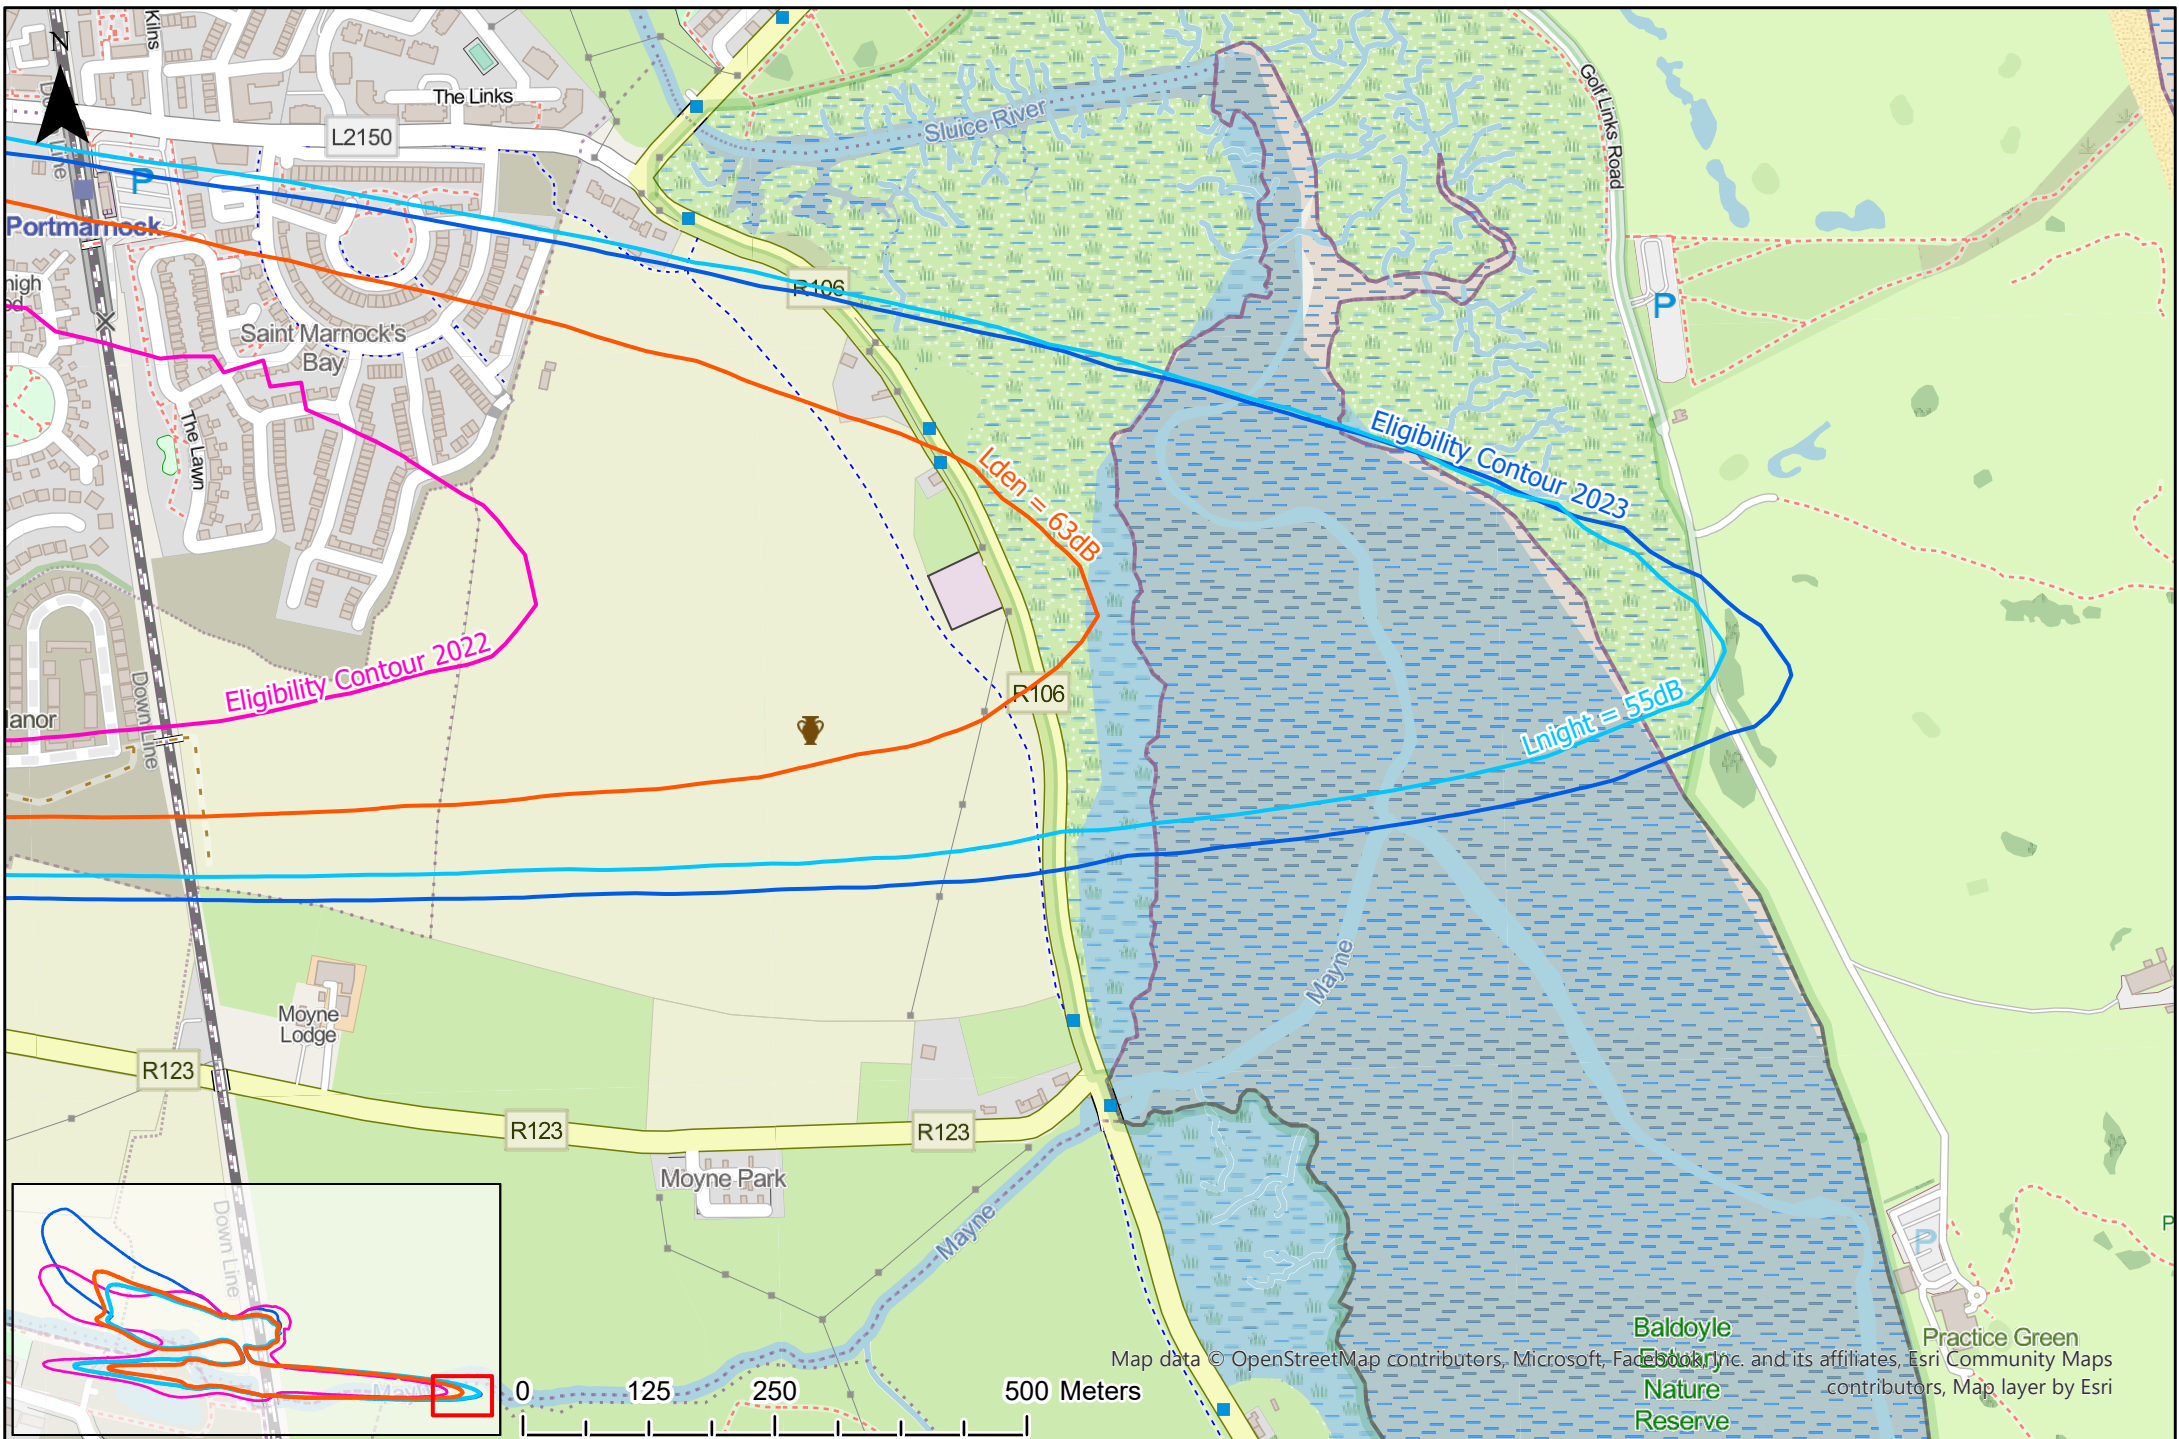 N
Kilns
The Links
L2150
Sluice River
Golf Links Road
P
Portmarnock
R106
P
Saint Marnock's
Bay
The Lawn
Eligibility Contour 2023
Lden = 63dB
Eligibility Contour 2022
R106
Lnight = 55dB
Down Line
Mayne
Moyne
Lodge
R123
R123
R123
Moyne Park
Mayne
P
Down Line
Mayne
Baldoyle
Estuary
Nature
Reserve
Practice Green
Map data © OpenStreetMap contributors, Microsoft, Facebook, Inc. and its affiliates, Esri Community Maps
contributors, Map layer by Esri
0 125 250 500 Meters